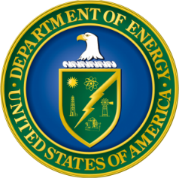 DEPARTMENT OF ENERGY
UNITED STATES OF AMERICA